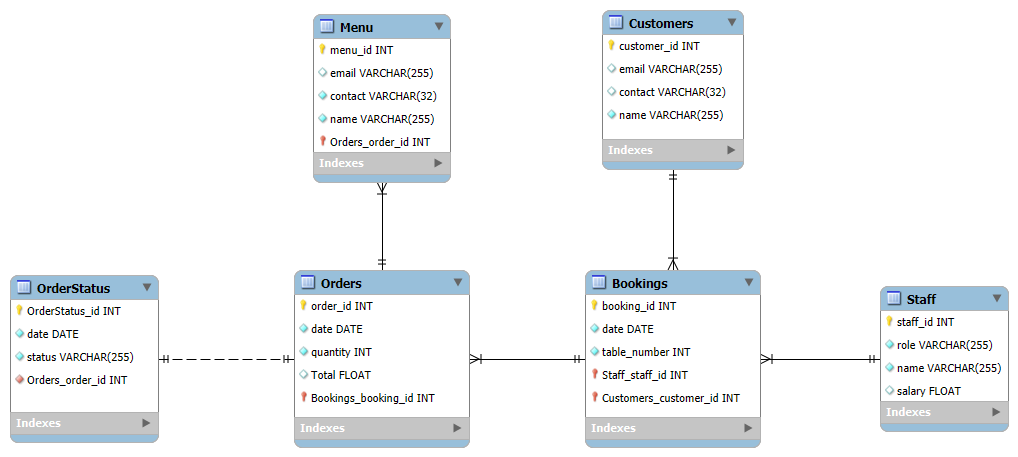 Menu
menu_id INT
email VARCHAR(255)
contact VARCHAR(32)
name VARCHAR(255)
Orders_order_id INT
Indexes
Customers
customer_id INT
email VARCHAR(255)
contact VARCHAR(32)
name VARCHAR(255)
Indexes
OrderStatus
OrderStatus_id INT
date DATE
status VARCHAR(255)
Orders_order_id INT
Indexes
Orders
order_id INT
date DATE
quantity INT
Total FLOAT
Bookings_booking_id INT
Indexes
Bookings
booking_id INT
date DATE
table_number INT
Staff_staff_id INT
Customers_customer_id INT
Indexes
Staff
staff_id INT
role VARCHAR(255)
name VARCHAR(255)
salary FLOAT
Indexes